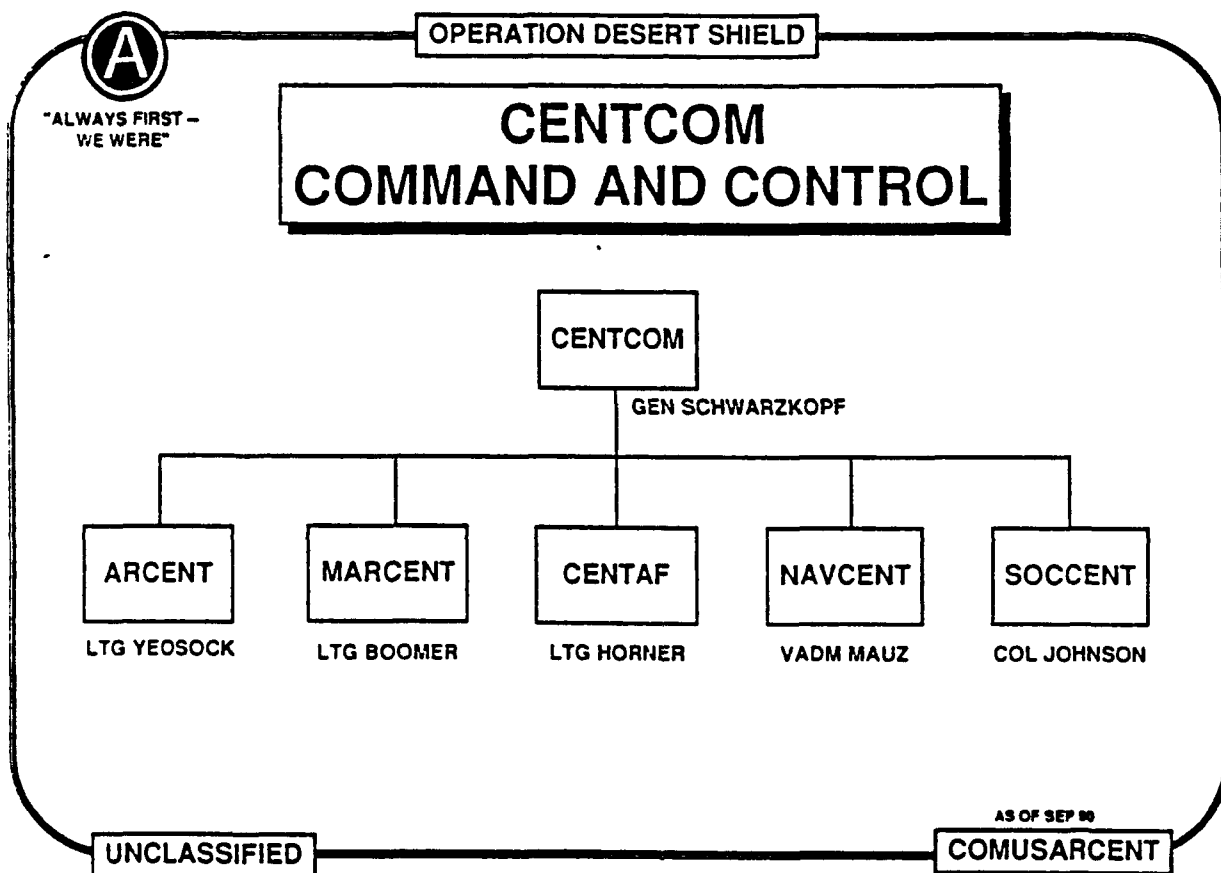 OPERATION DESERT SHIELD
A
"ALWAYS FIRST –
WE WERE"
CENTCOM
COMMAND AND CONTROL
CENTCOM
GEN SCHWARZKOPF
ARCENT
MARCENT
CENTAF
NAVCENT
SOCCENT
LTG YEOSOCK
LTG BOOMER
LTG HORNER
VADM MAUZ
COL JOHNSON
AS OF SEP 90
UNCLASSIFIED
COMUSARCENT